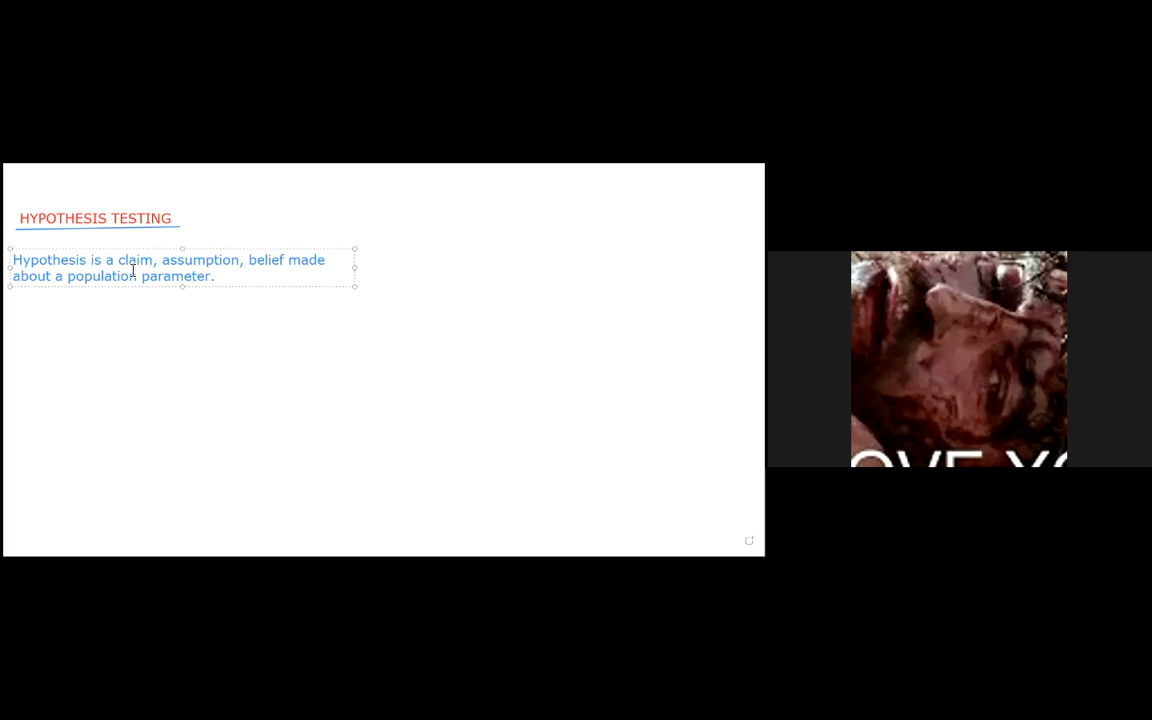 HYPOTHESIS TESTING
Hypothesis is a claim, assumption, belief made
about a population parameter.